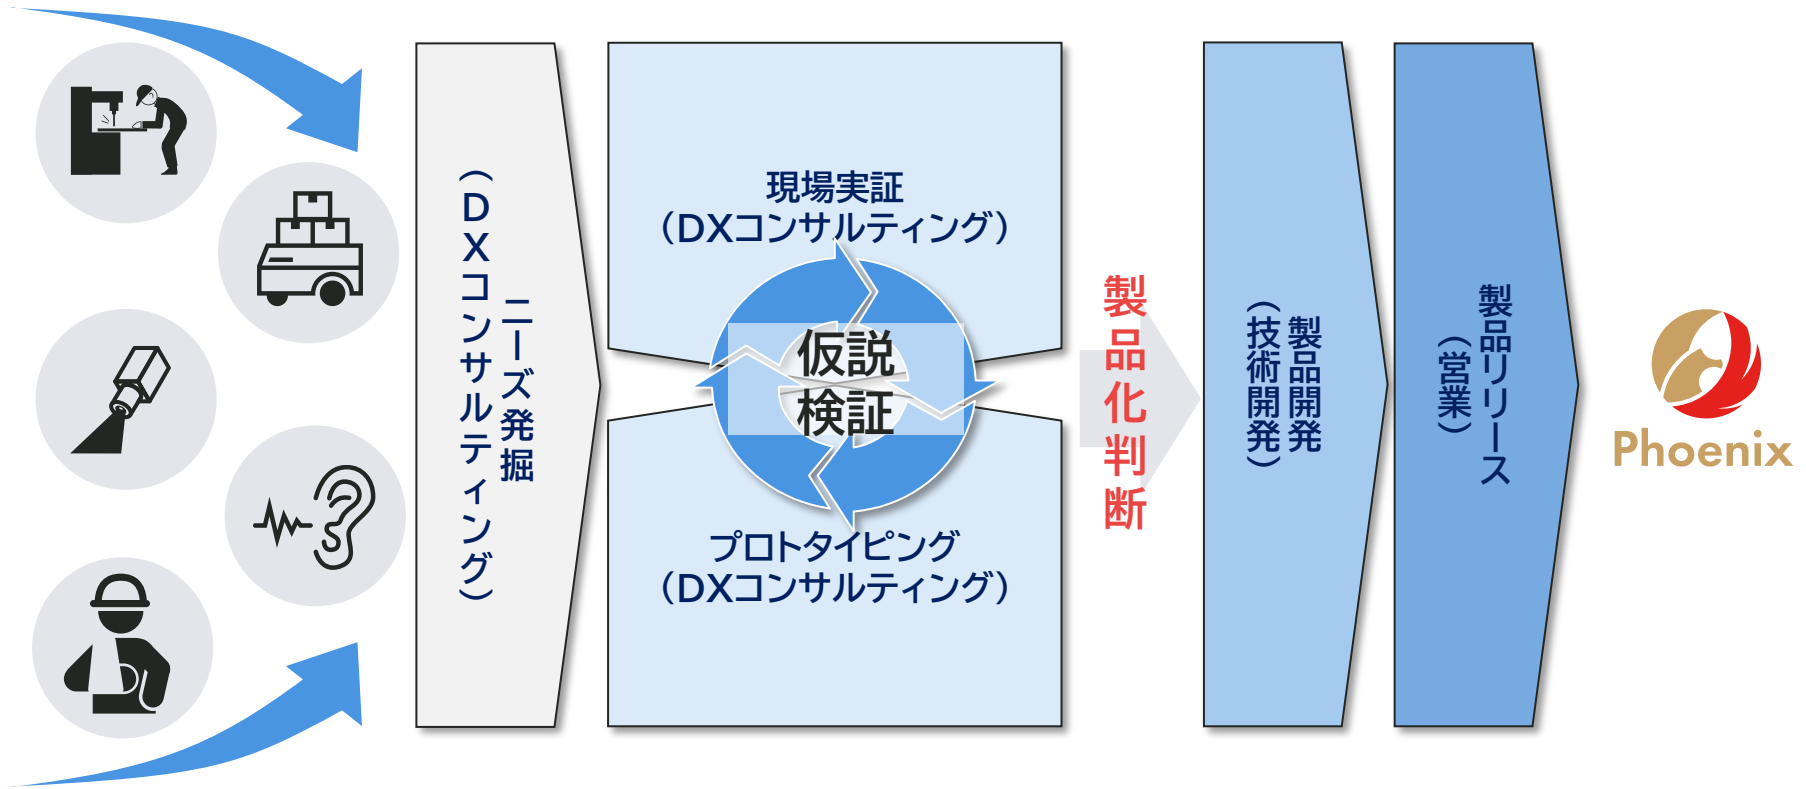 ニーズ発掘
（DXコンサルティング）
現場実証
（DXコンサルティング）
仮説
検証
プロトタイピング
（DXコンサルティング）
製品化判断
製品開発
（技術開発）
製品リリース
（営業）
Phoenix